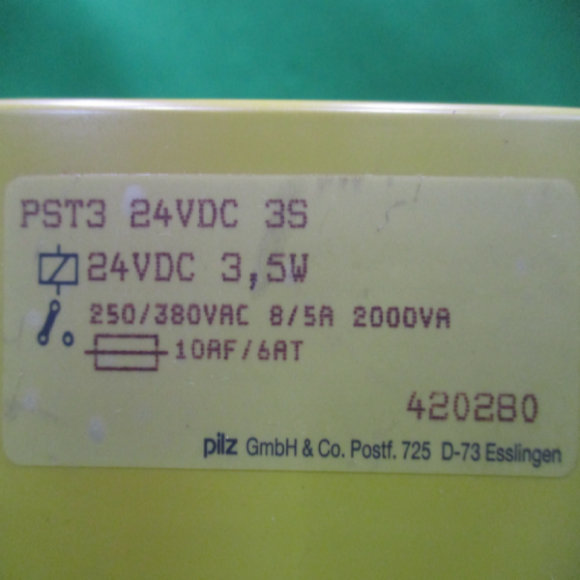 PST3 24VDC 3S
24VDC 3,5W
250/380VAC 8/5A 2000VA
10AF/6AT
420280
pilz GmbH & Co. Postf. 725 D-73 Esslingen